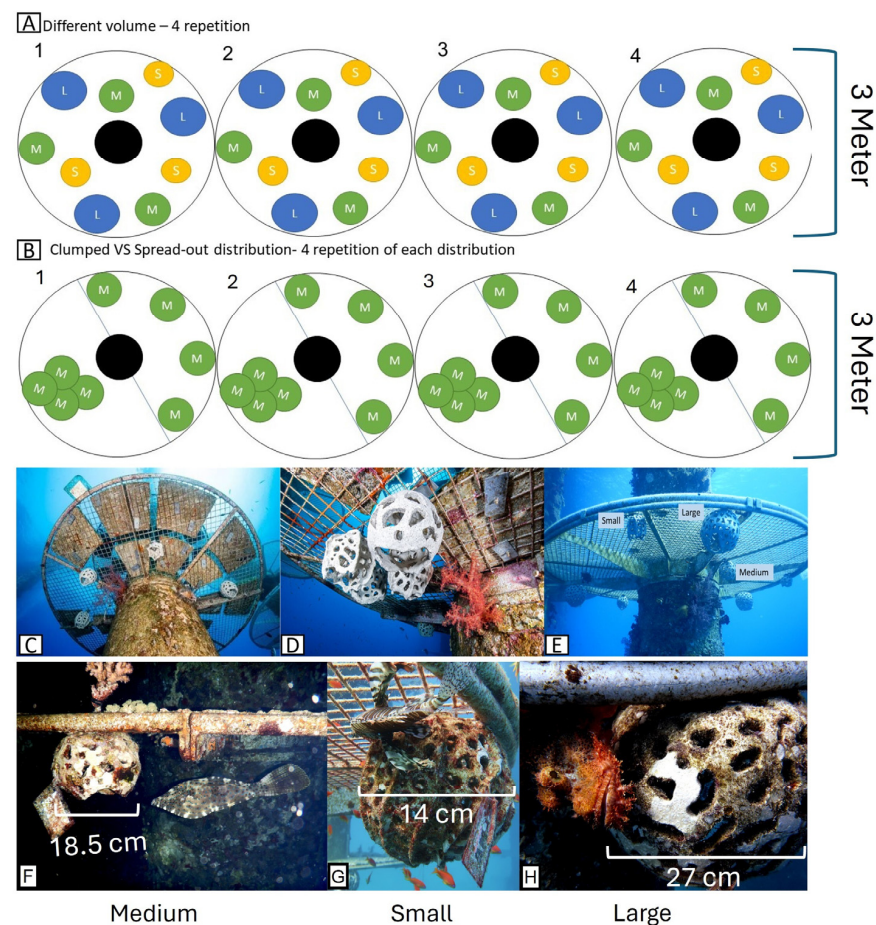 A Different volume – 4 repetition
1 2 3 4
S S S S
L M L M L M L M
L L L L
M M M M
S S S S S S S S
L M L M L M L M
3 Meter
B Clumped VS Spread-out distribution- 4 repetition of each distribution
1 2 3 4
M M M M
M M M M
M M M M M M M M
M M M M M M M M
M M M M
M M M M
3 Meter
C D E
Small
Large
Medium
F 18.5 cm
G 14 cm
H 27 cm
Medium Small Large